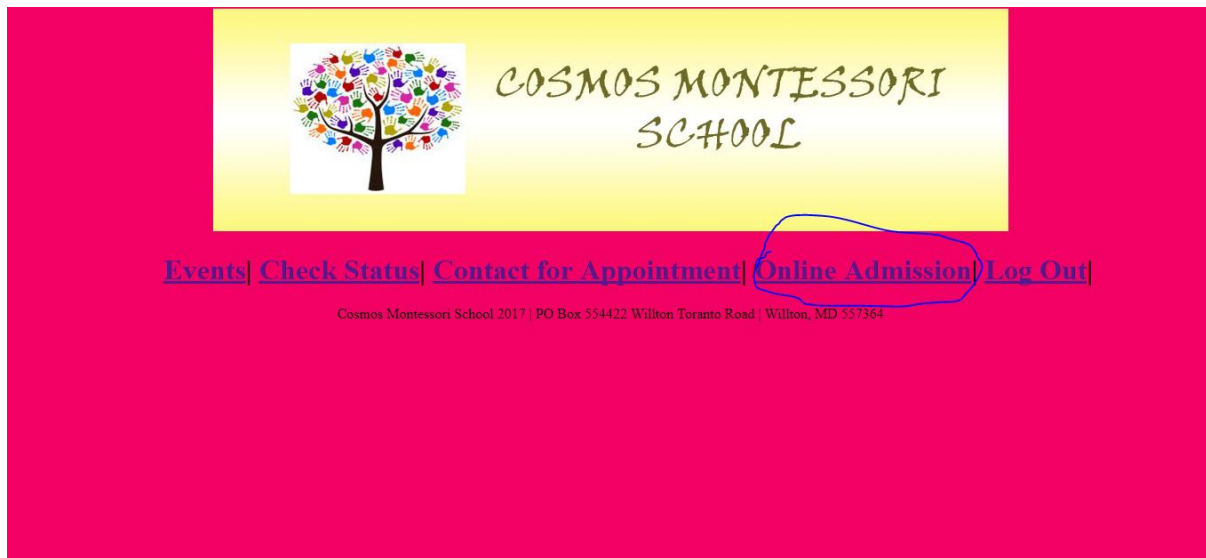 COSMOS MONTESSORI
SCHOOL
Events| Check Status| Contact for Appointment| Online Admission| Log Out|
Cosmos Montessori School 2017 | PO Box 554422 Willton Toranto Road | Willton, MD 557364